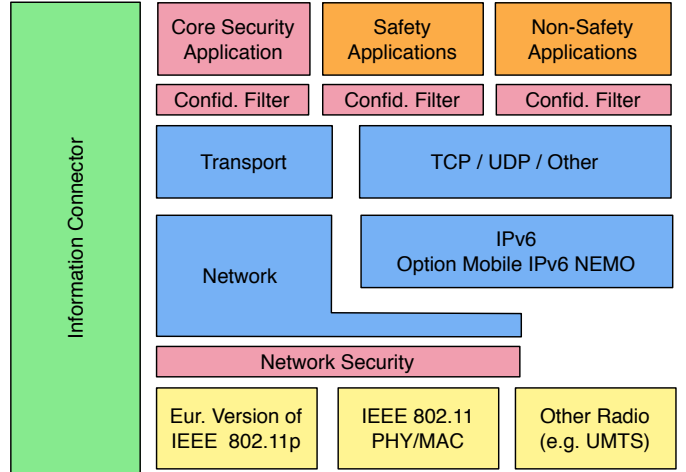 Information Connector
Core Security
Application
Safety
Applications
Non-Safety
Applications
Confid. Filter
Confid. Filter
Confid. Filter
Transport
TCP / UDP / Other
Network
IPv6
Option Mobile IPv6 NEMO
Network Security
Eur. Version of
IEEE 802.11p
IEEE 802.11
PHY/MAC
Other Radio
(e.g. UMTS)